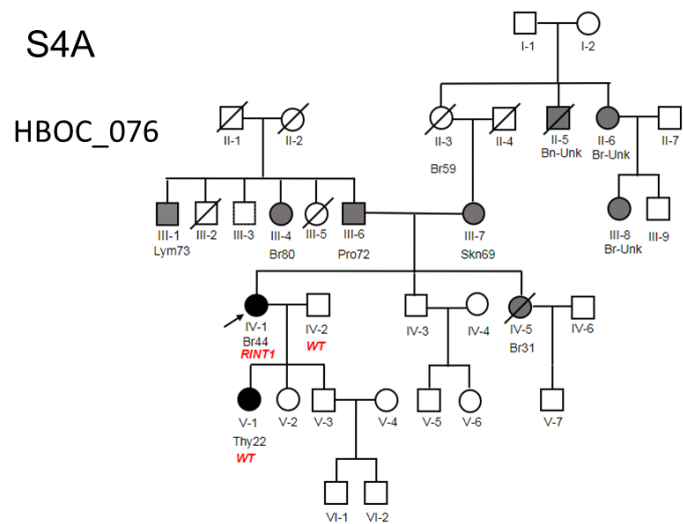 S4A
HBOC_076
I-1 I-2
II-1 II-2 II-3 II-4 II-5 II-6 II-7
Br59 Bn-Unk Br-Unk
III-1 III-2 III-3 III-4 III-5 III-6 III-7 III-8 III-9
Lym73 Br80 Pro72 Skn69 Br-Unk
IV-1 IV-2 IV-3 IV-4 IV-5 IV-6
Br44 WT Br31
RINT1
V-1 V-2 V-3 V-4 V-5 V-6 V-7
Thy22
WT
VI-1 VI-2